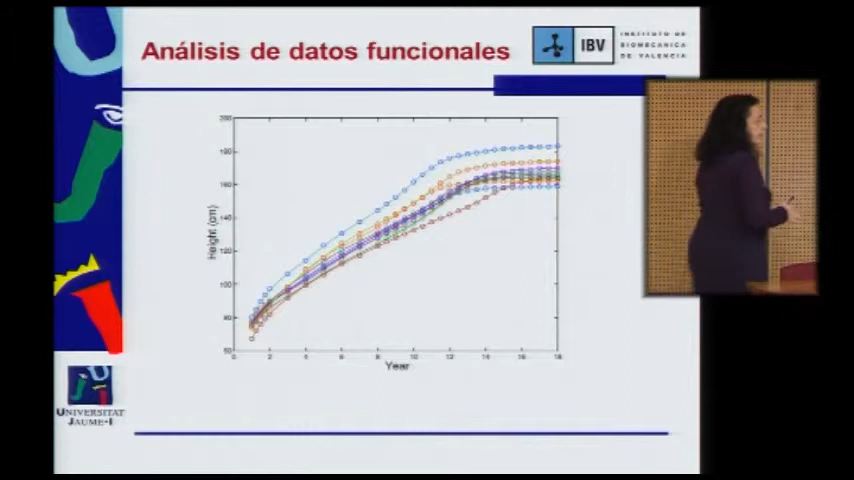 Análisis de datos funcionales
IBV
INSTITUTO DE
BIOMECÁNICA
DE VALENCIA
200
180
160
140
120
100
80
60
Height (cm)
0 2 4 6 8 10 12 14 16 18
Year
UNIVERSITAT
JAUME·I